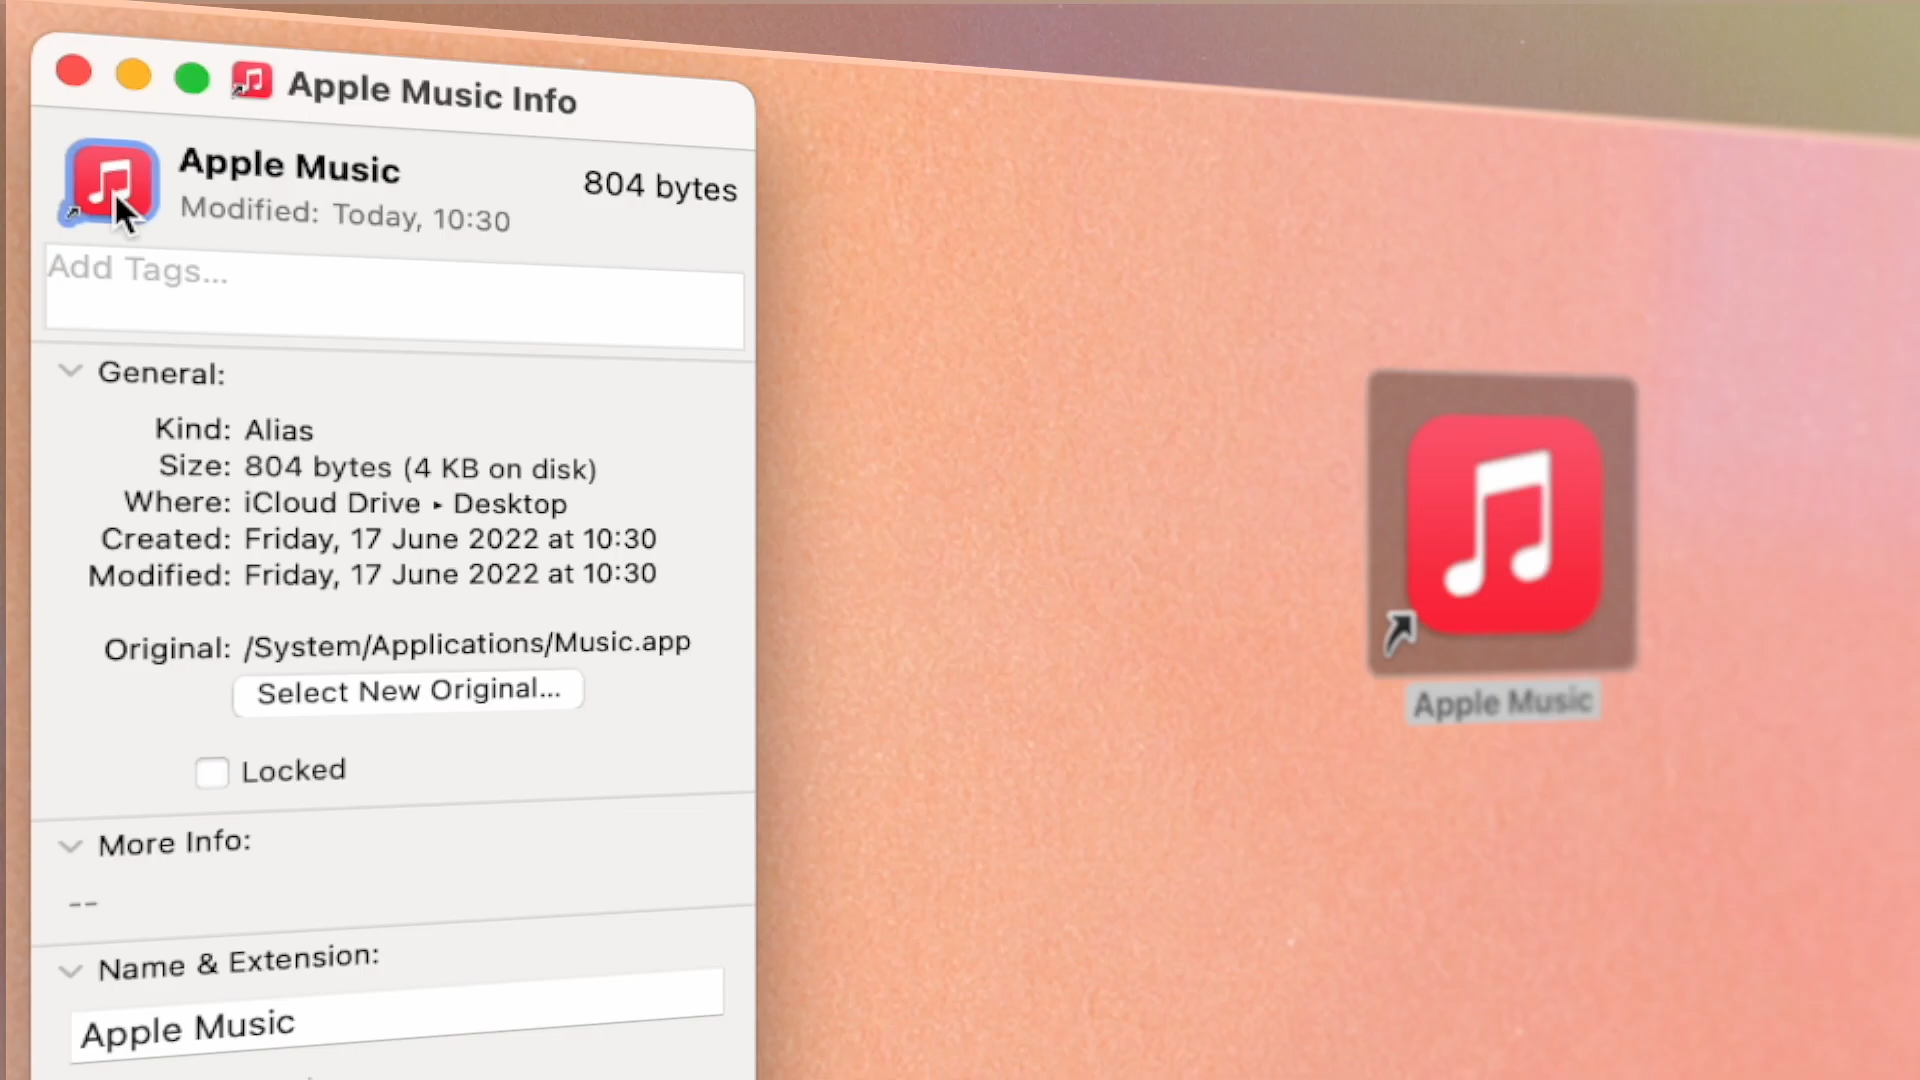 Apple Music Info
Apple Music
804 bytes
Modified: Today, 10:30
Add Tags...
General:
Kind: Alias
Size: 804 bytes (4 KB on disk)
Where: iCloud Drive ▸ Desktop
Created: Friday, 17 June 2022 at 10:30
Modified: Friday, 17 June 2022 at 10:30
Original: /System/Applications/Music.app
Select New Original...
Locked
More Info:
--
Name & Extension:
Apple Music
Apple Music